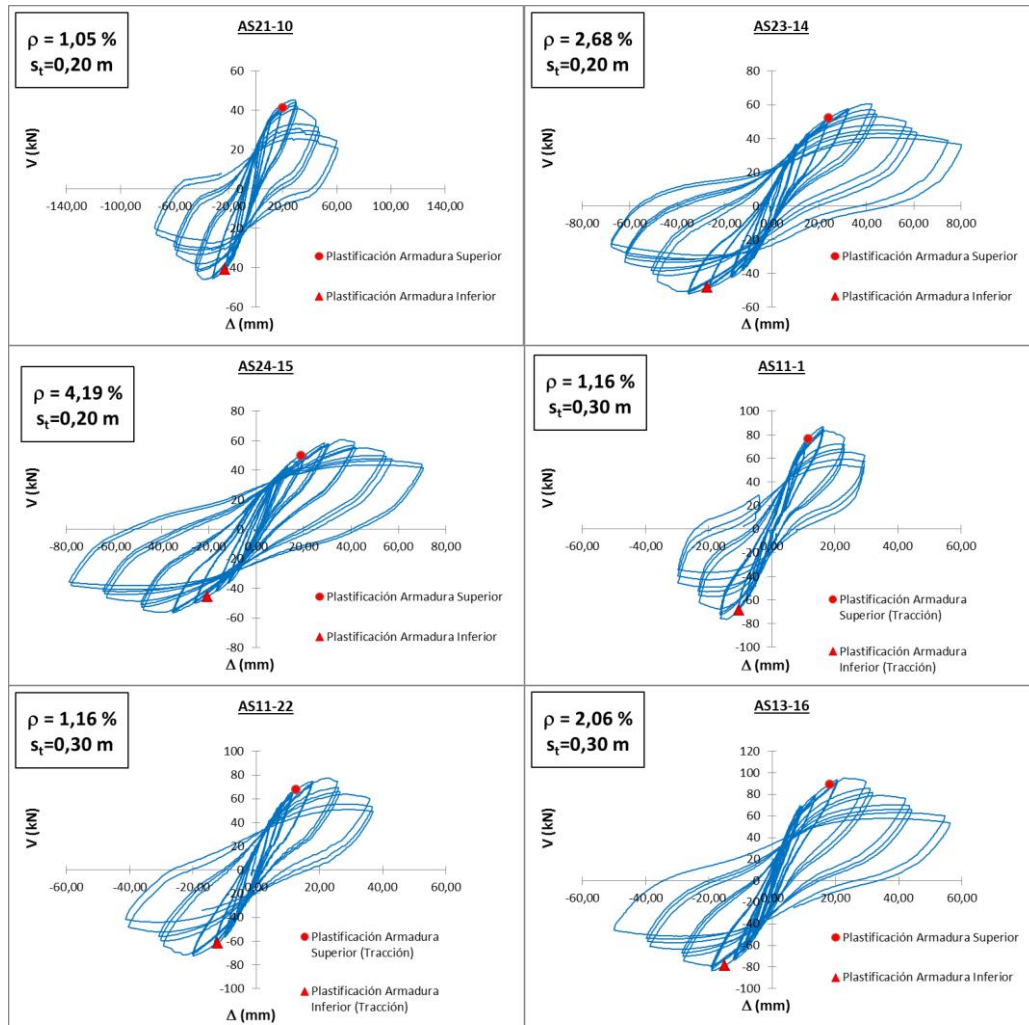 AS21-10
ρ = 1,05 %
sₜ=0,20 m
60
40
20
0
-20
-40
-60
-140,00 -100,00 -60,00 -20,00 20,00 60,00 100,00 140,00
V (kN)
Δ (mm)
Plastificación Armadura Superior
Plastificación Armadura Inferior
AS23-14
ρ = 2,68 %
sₜ=0,20 m
80
60
40
20
0
-20
-40
-60
-80,00 -60,00 -40,00 -20,00 0,00 20,00 40,00 60,00 80,00
V (kN)
Δ (mm)
Plastificación Armadura Superior
Plastificación Armadura Inferior
AS24-15
ρ = 4,19 %
sₜ=0,20 m
80
60
40
20
0
-20
-40
-60
-80
-80,00 -60,00 -40,00 -20,00 0,00 20,00 40,00 60,00 80,00
V (kN)
Δ (mm)
Plastificación Armadura Superior
Plastificación Armadura Inferior
AS11-1
ρ = 1,16 %
sₜ=0,30 m
100
80
60
40
20
0
-20
-40
-60
-80
-100
-60,00 -40,00 -20,00 0,00 20,00 40,00 60,00
V (kN)
Δ (mm)
Plastificación Armadura
Superior (Tracción)
Plastificación Armadura
Inferior (Tracción)
AS11-22
ρ = 1,16 %
sₜ=0,30 m
100
80
60
40
20
0
-20
-40
-60
-80
-100
-60,00 -40,00 -20,00 0,00 20,00 40,00 60,00
V (kN)
Δ (mm)
Plastificación Armadura
Superior (Tracción)
Plastificación Armadura
Inferior (Tracción)
AS13-16
ρ = 2,06 %
sₜ=0,30 m
120
100
80
60
40
20
0
-20
-40
-60
-80
-100
-60,00 -40,00 -20,00 0,00 20,00 40,00 60,00
V (kN)
Δ (mm)
Plastificación Armadura Superior
Plastificación Armadura Inferior